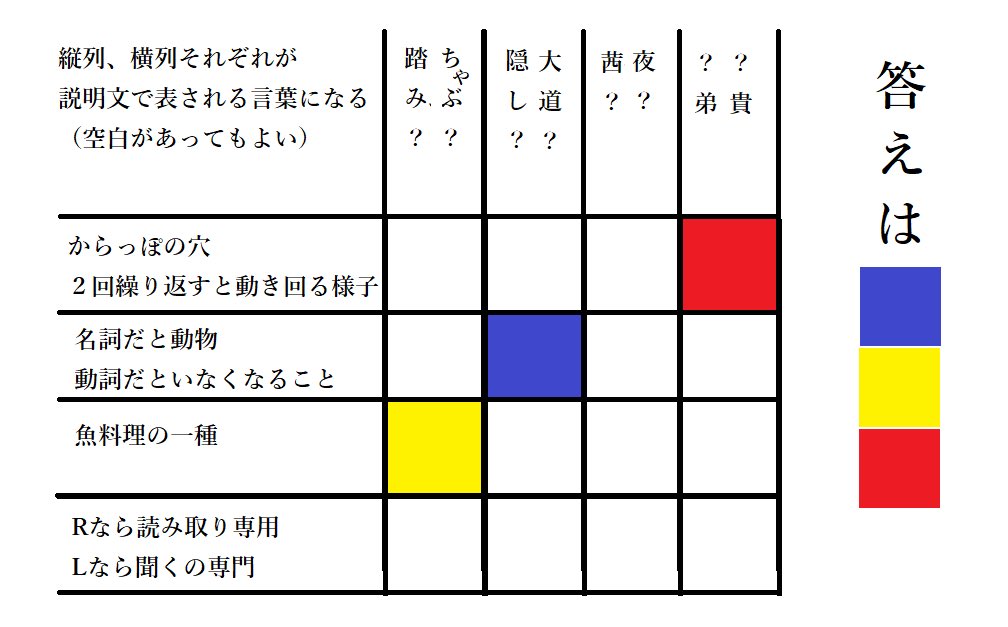 縦列、横列それぞれが
説明文で表される言葉になる
（空白があってもよい）
ちゃぶ？
踏み、？
大道？
隠し？
夜？
茜？
？貴
？弟
からっぽの穴
２回繰り返すと動き回る様子
名詞だと動物
動詞だといなくなること
魚料理の一種
Rなら読み取り専用
Lなら聞くの専門
答えは